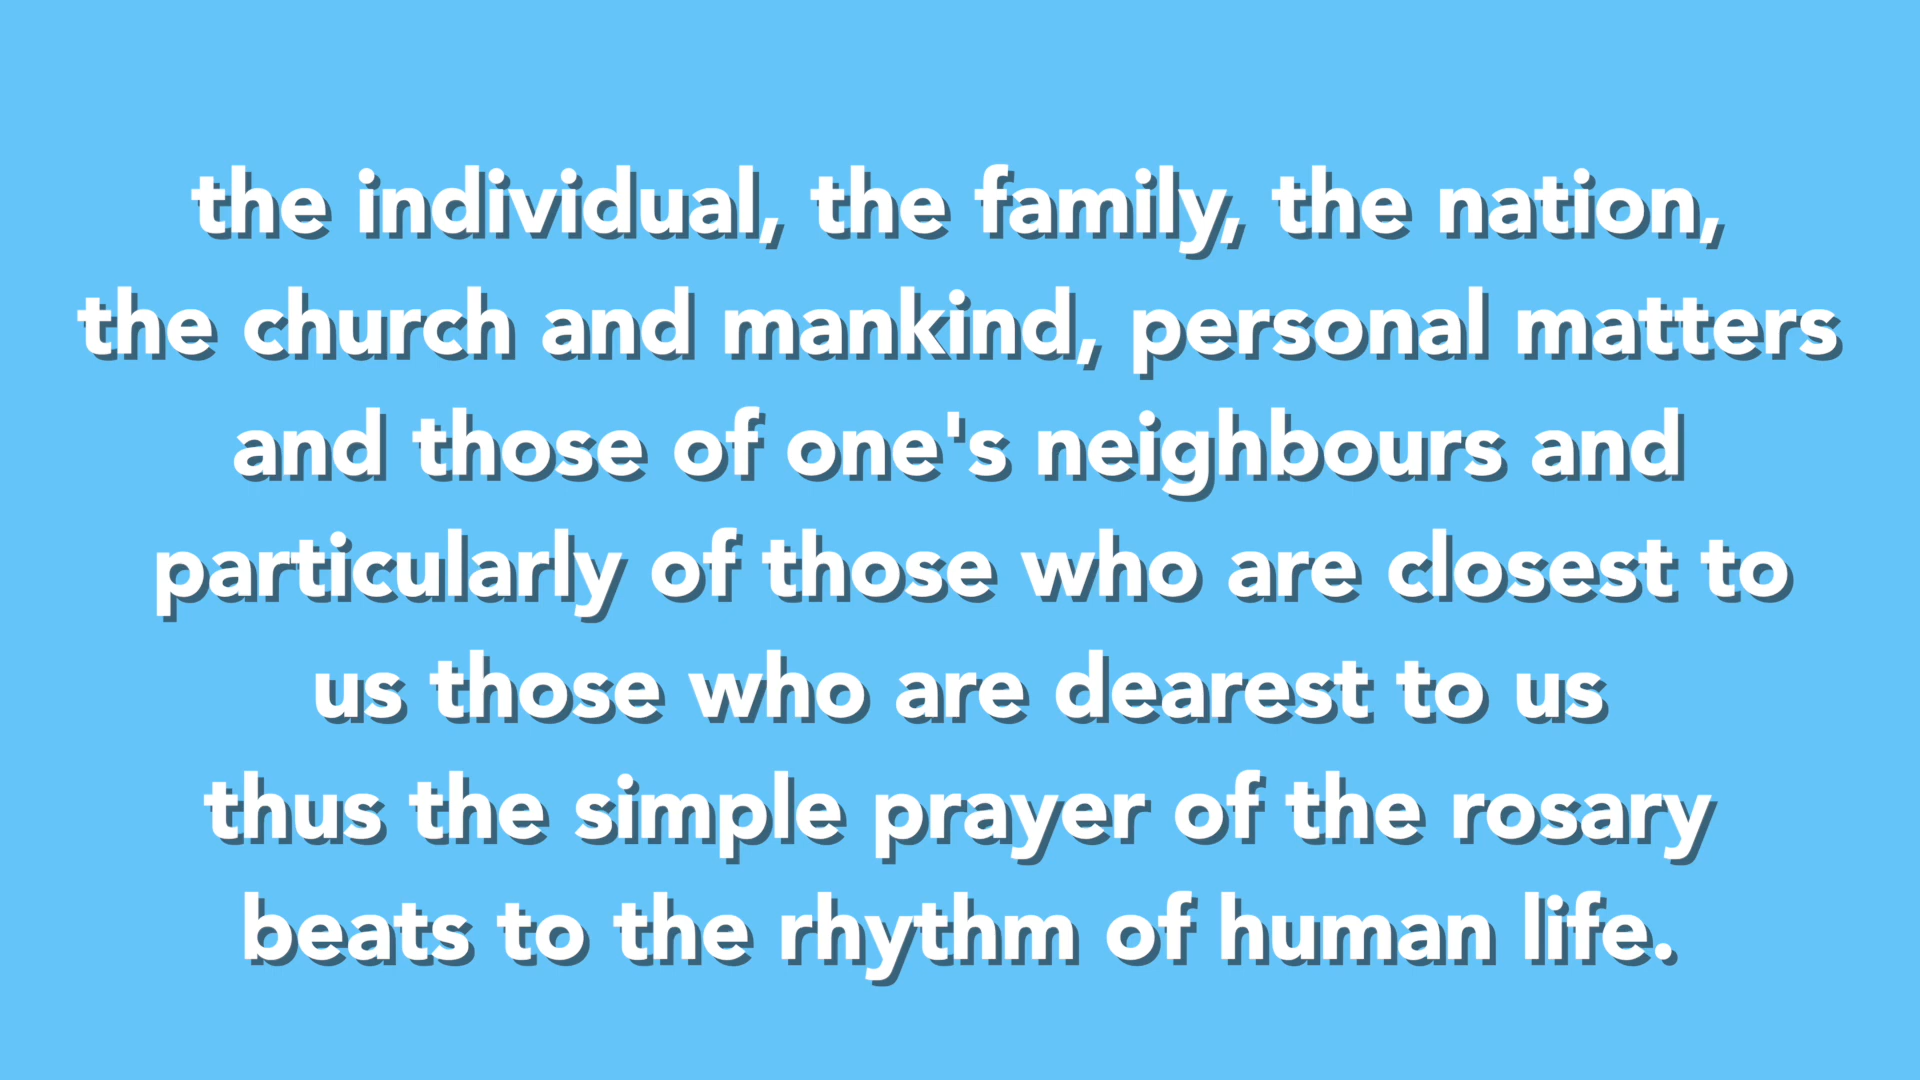 the individual, the family, the nation,
the church and mankind, personal matters
and those of one's neighbours and
particularly of those who are closest to
us those who are dearest to us
thus the simple prayer of the rosary
beats to the rhythm of human life.